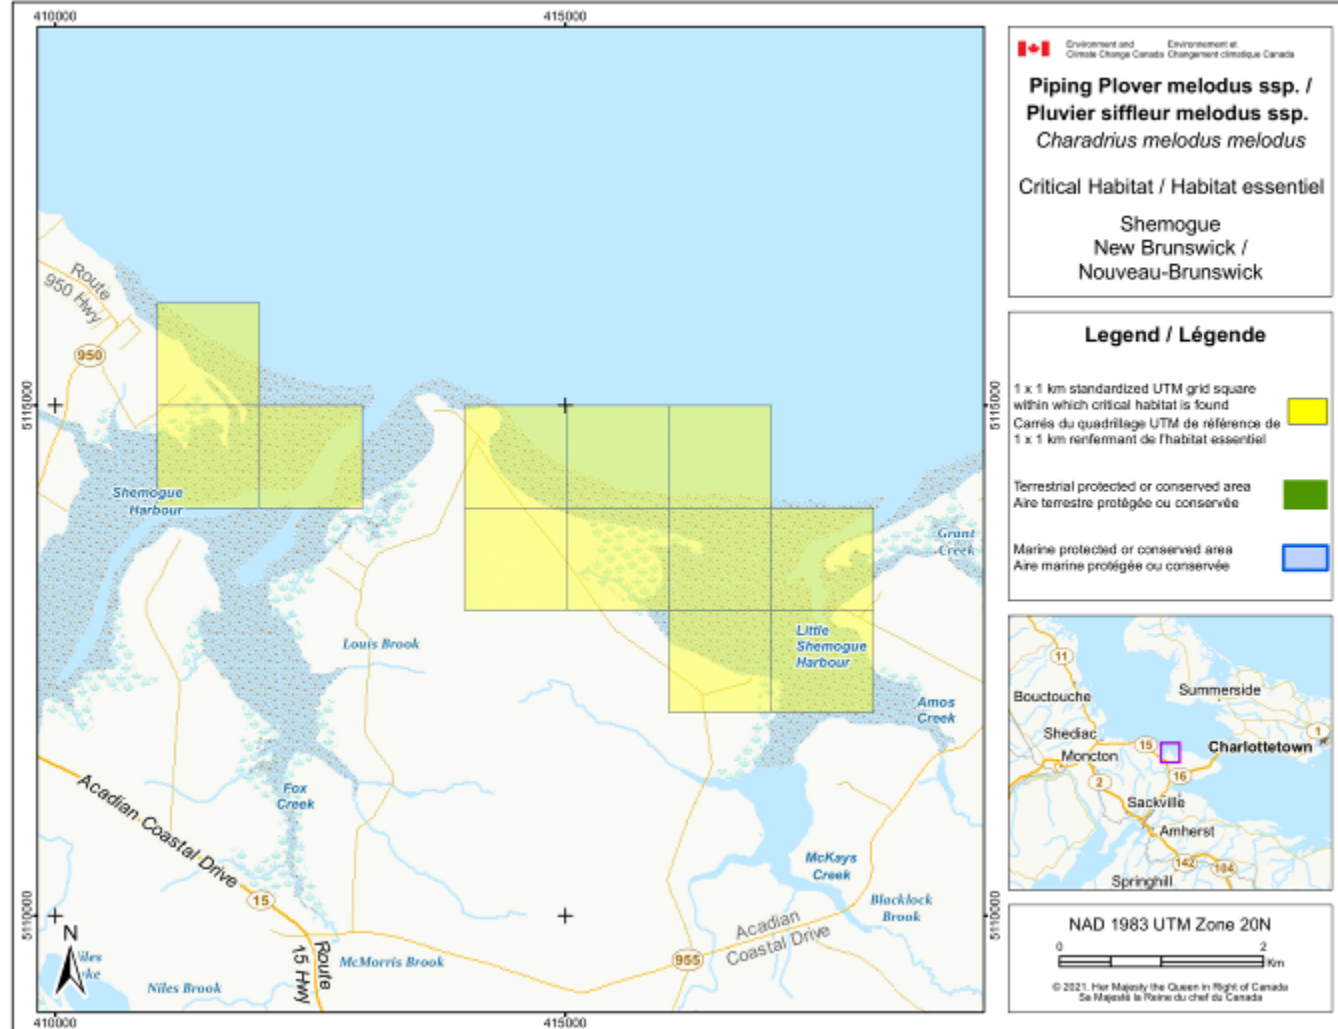 410000
415000
Route
950 Hwy
950
5115000
5115000
Shemogue
Harbour
Grant
Creek
Louis Brook
Little
Shemogue
Harbour
Amos
Creek
Acadian Coastal Drive
Fox
Creek
15
McKays
Creek
Blacklock
Brook
5110000
5110000
Acadian
Coastal Drive
955
N
Route
15 Hwy
McMorris Brook
Niles Brook
410000
415000
Environment and
Climate Change Canada
Environnement et
Changement climatique Canada
Piping Plover melodus ssp. /
Pluvier siffleur melodus ssp.
Charadrius melodus melodus
Critical Habitat / Habitat essentiel
Shemogue
New Brunswick /
Nouveau-Brunswick
Legend / Légende
1 x 1 km standardized UTM grid square
within which critical habitat is found
Carrés du quadrillage UTM de référence de
1 x 1 km renfermant de l'habitat essentiel
Terrestrial protected or conserved area
Aire terrestre protégée ou conservée
Marine protected or conserved area
Aire marine protégée ou conservée
11
Bouctouche
Summerside
Shediac
15
Charlottetown
1
Moncton
16
2
Sackville
Amherst
142
104
Springhill
NAD 1983 UTM Zone 20N
0
2
Km
© 2021. Her Majesty the Queen in Right of Canada
Sa Majesté la Reine du chef du Canada